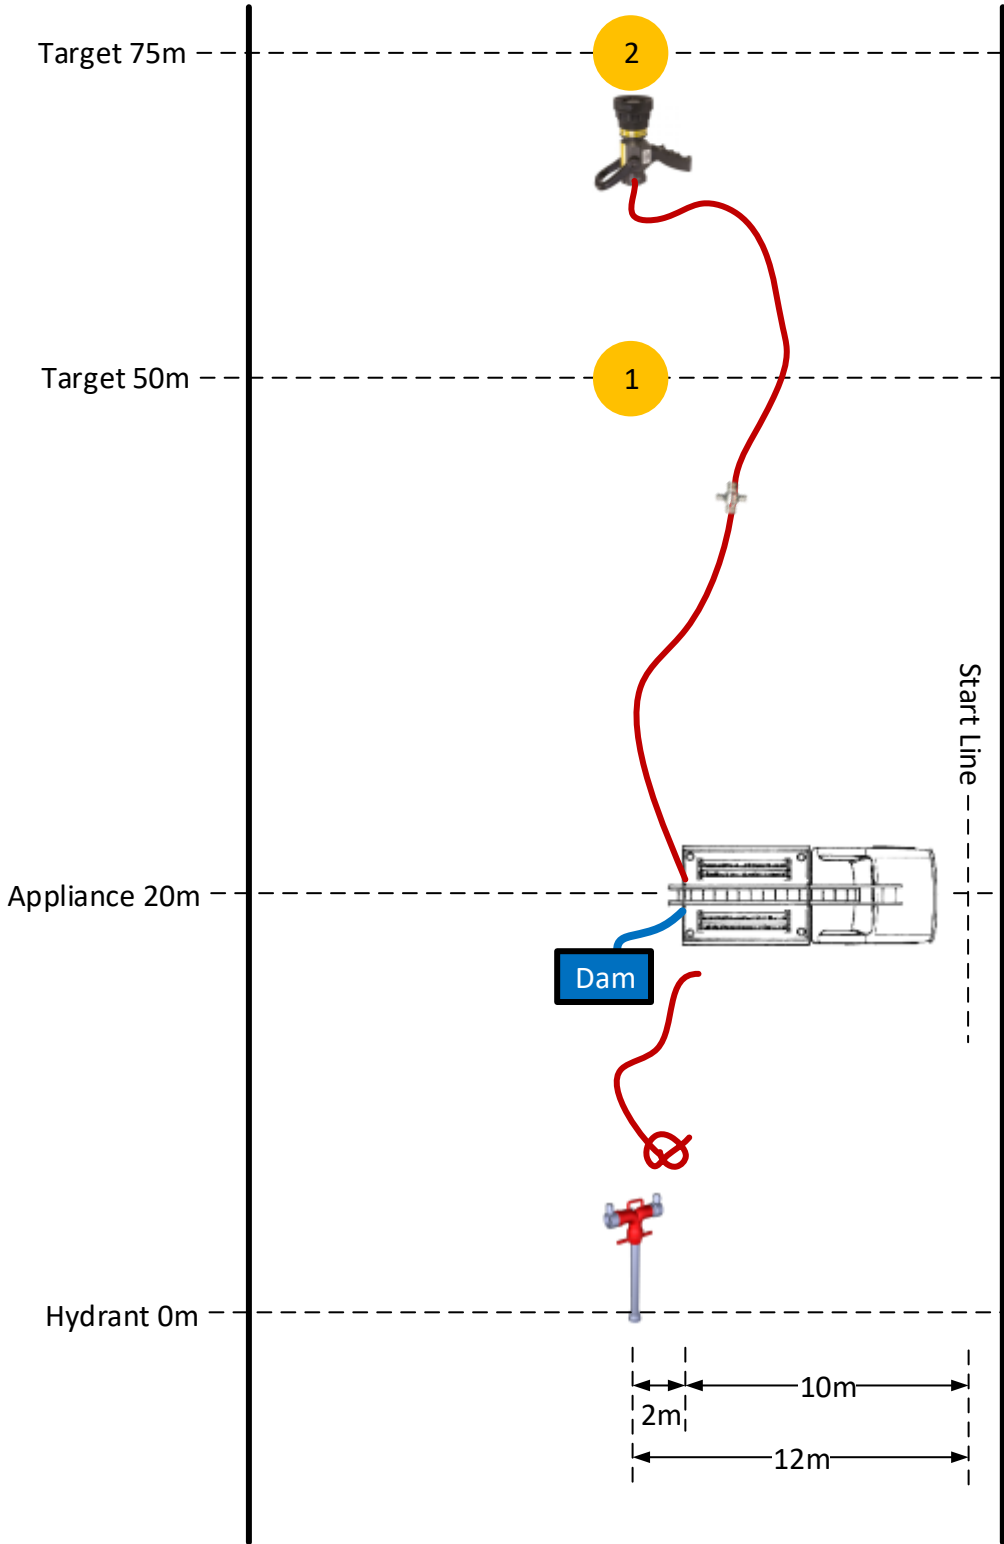 Target 75m
2
Target 50m
1
Start Line
Appliance 20m
Dam
Hydrant 0m
10m
2m
12m